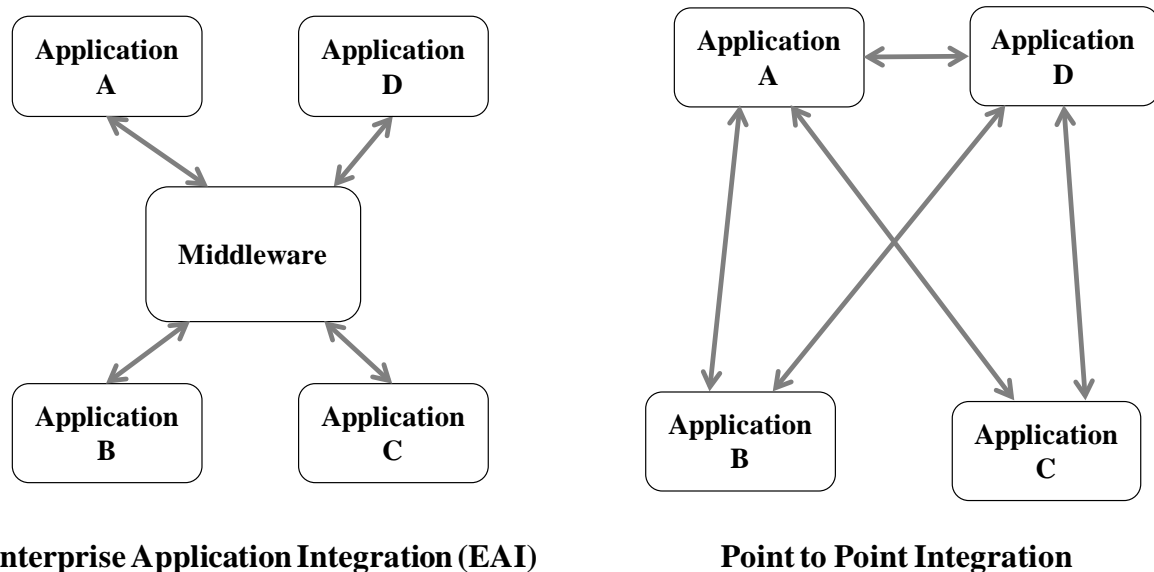 Application
A
Application
D
Middleware
Application
B
Application
C
nterprise Application Integration (EAI)
Application
A
Application
D
Application
B
Application
C
Point to Point Integration